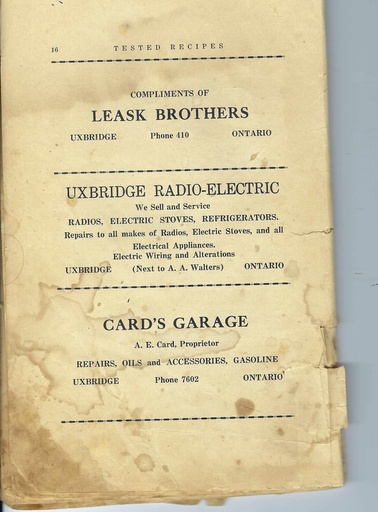 16 TESTED RECIPES
COMPLIMENTS OF
LEASK BROTHERS
UXBRIDGE Phone 410 ONTARIO
UXBRIDGE RADIO-ELECTRIC
We Sell and Service
RADIOS, ELECTRIC STOVES, REFRIGERATORS.
Repairs to all makes of Radios, Electric Stoves, and all
Electrical Appliances.
Electric Wiring and Alterations
UXBRIDGE (Next to A. A. Walters) ONTARIO
CARD'S GARAGE
A. E. Card, Proprietor
REPAIRS, OILS and ACCESSORIES, GASOLINE
UXBRIDGE Phone 7602 ONTARIO